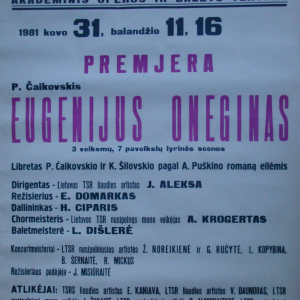 AKADEMINIS OPEROS IR BALETO TEATRAS
1981 kovo 31, balandžio 11, 16
PREMJERA
P. Čaikovskis
EUGENIJUS ONEGINAS
3 veiksmų, 7 paveikslų lyrinės scenos
Libretas P. Čaikovskio ir K. Šilovskio pagal A. Puškino romaną eilėmis
Dirigentas - Lietuvos TSR liaudies artistas J. ALEKSA
Režisierius - E. DOMARKAS
Dailininkas - H. CIPARIS
Chormeisteris - Lietuvos TSR nusipelnęs meno veikėjas A. KROGERTAS
Baletmeisterė - L. DIŠLERĖ
Koncertmeisteriai - LTSR nusipelniusios artistės Ž. NOREIKIENĖ ir G. RUČYTĖ, L. KOPYBINA,
B. ŠERNAITĖ, R. MICKUS
Režisieriaus padėjėja - J. MISIŪRAITĖ
ATLIKĖJAI: TSRS liaudies artistas E. KANIAVA, LTSR liaudies artistas V. DAUNORAS, LTSR